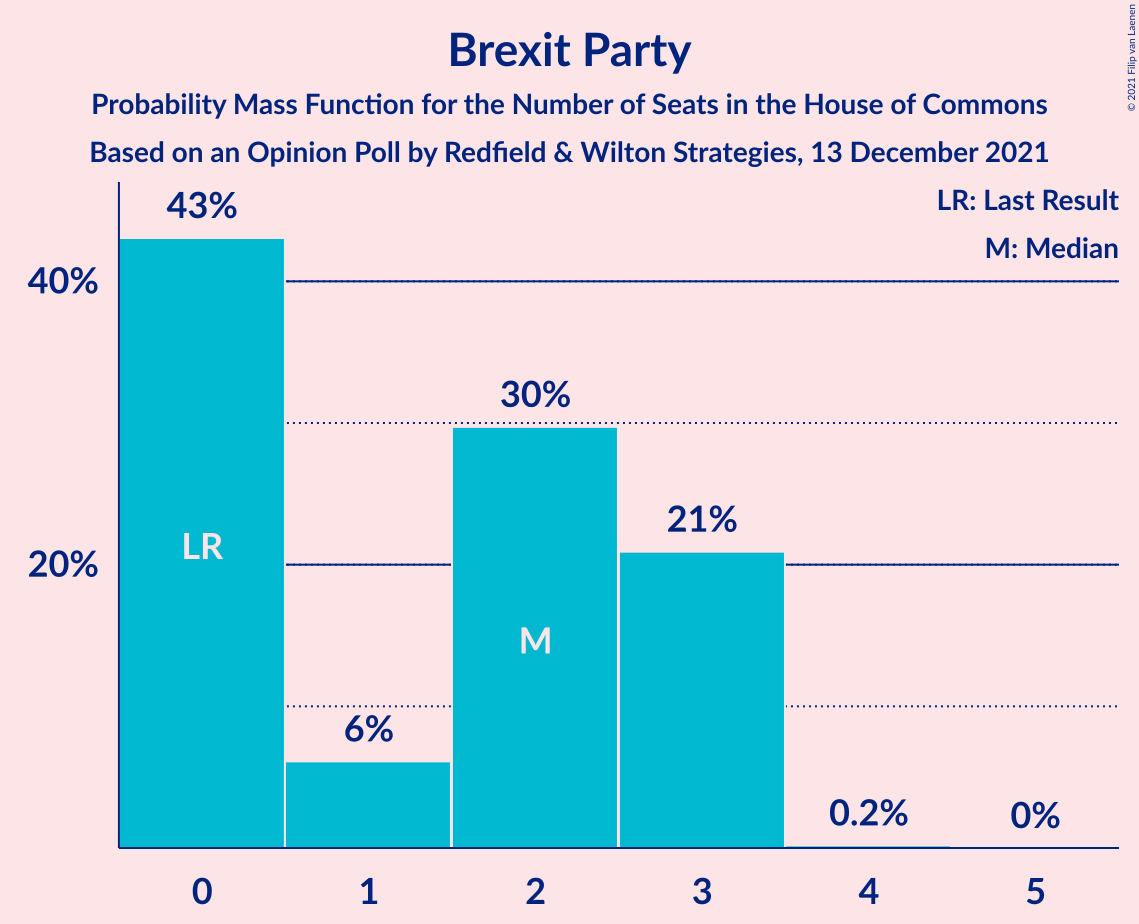 Brexit Party
Probability Mass Function for the Number of Seats in the House of Commons
Based on an Opinion Poll by Redfield & Wilton Strategies, 13 December 2021
© 2021 Filip van Laenen
LR: Last Result
M: Median
43%
40%
30%
21%
LR
20%
M
6%
0.2%
0%
0 1 2 3 4 5